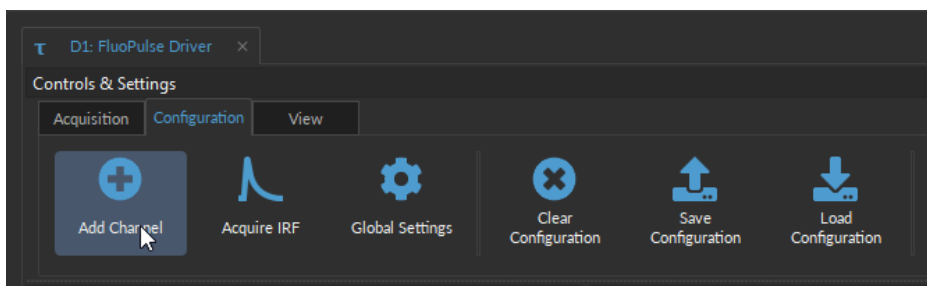 τ D1: FluoPulse Driver ×
Controls & Settings
Acquisition Configuration View
Add Channel Acquire IRF Global Settings
Clear Configuration
Save Configuration
Load Configuration